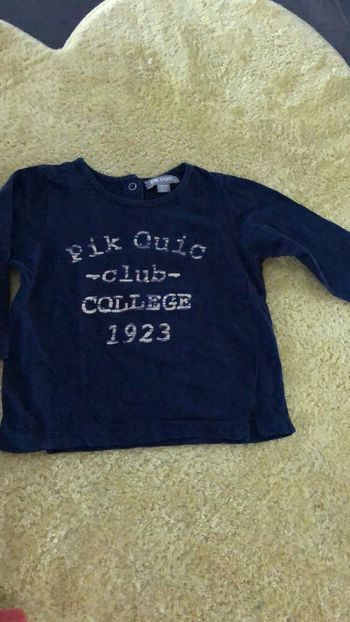 Pik Quic
~club~
COLLEGE
1923